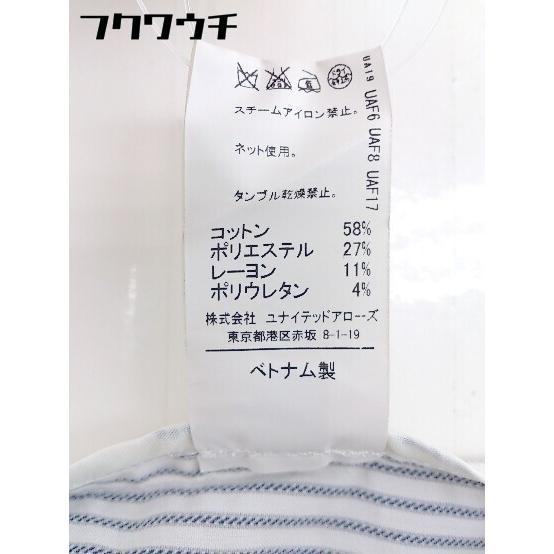 フクワウチ
UA19 UAF6 UAF8 UAF17
スチームアイロン禁止。
ネット使用。
タンブル乾燥禁止。
コットン 58%
ポリエステル 27%
レーヨン 11%
ポリウレタン 4%
株式会社 ユナイテッドアローズ
東京都港区赤坂 8-1-19
ベトナム製